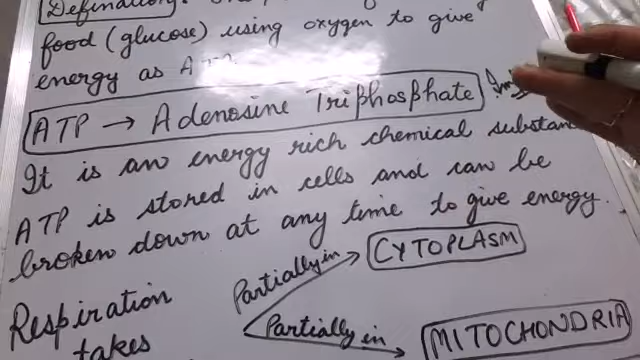 Definition:
food (glucose) using oxygen to give
energy as
ATP → Adenosine Triphosphate
It is an energy rich chemical
ATP is stored in cells and can be
broken down at any time to give energy.
Partially in CYTOPLASM
Respiration
takes
Partially in MITOCHONDRIA